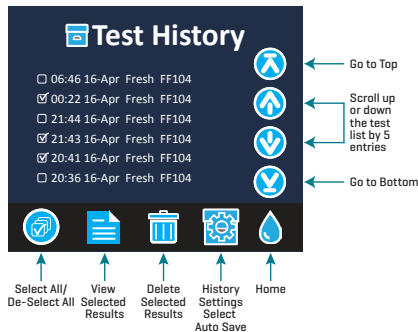 Test History
06:46 16-Apr Fresh FF104
00:22 16-Apr Fresh FF104
21:44 16-Apr Fresh FF104
21:43 16-Apr Fresh FF104
20:41 16-Apr Fresh FF104
20:36 16-Apr Fresh FF104
Go to Top
Scroll up
or down
the test
list by 5
entries
Go to Bottom
Select All/
De-Select All
View
Selected
Results
Delete
Selected
Results
History
Settings
Select
Auto Save
Home